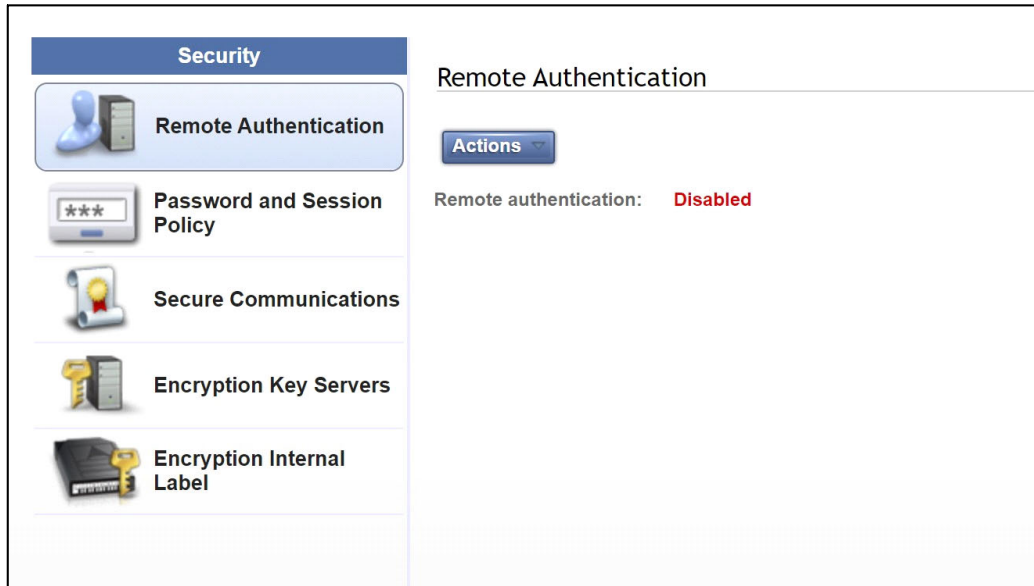 Security
Remote Authentication
***
Password and Session
Policy
Secure Communications
Encryption Key Servers
Encryption Internal
Label
Remote Authentication
Actions
Remote authentication: Disabled